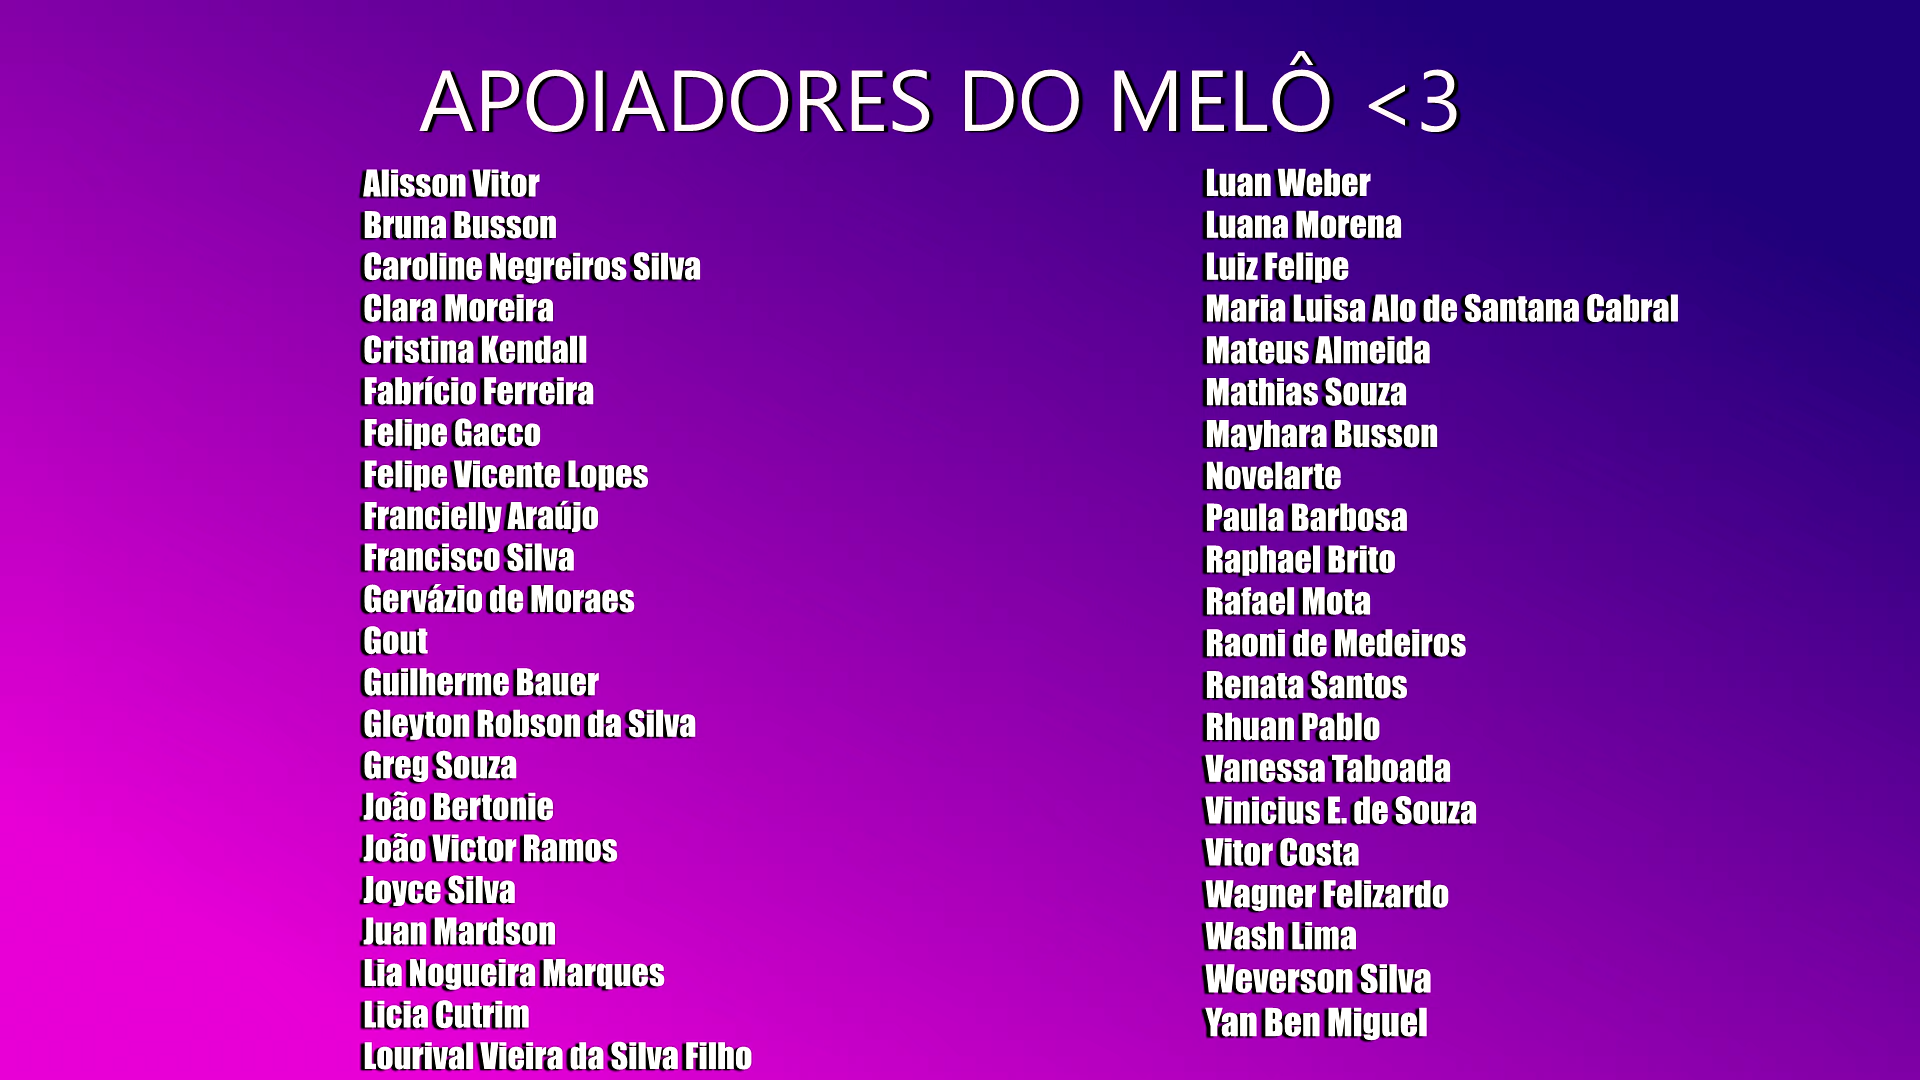 APOIADORES DO MELÔ <3
Alisson Vitor
Bruna Busson
Caroline Negreiros Silva
Clara Moreira
Cristina Kendall
Fabrício Ferreira
Felipe Gacco
Felipe Vicente Lopes
Francielly Araújo
Francisco Silva
Gervázio de Moraes
Gout
Guilherme Bauer
Gleyton Robson da Silva
Greg Souza
João Bertonie
João Victor Ramos
Joyce Silva
Juan Mardson
Lia Nogueira Marques
Licia Cutrim
Lourival Vieira da Silva Filho
Luan Weber
Luana Morena
Luiz Felipe
Maria Luisa Alo de Santana Cabral
Mateus Almeida
Mathias Souza
Mayhara Busson
Novelarte
Paula Barbosa
Raphael Brito
Rafael Mota
Raoni de Medeiros
Renata Santos
Rhuan Pablo
Vanessa Taboada
Vinicius E. de Souza
Vitor Costa
Wagner Felizardo
Wash Lima
Weverson Silva
Yan Ben Miguel